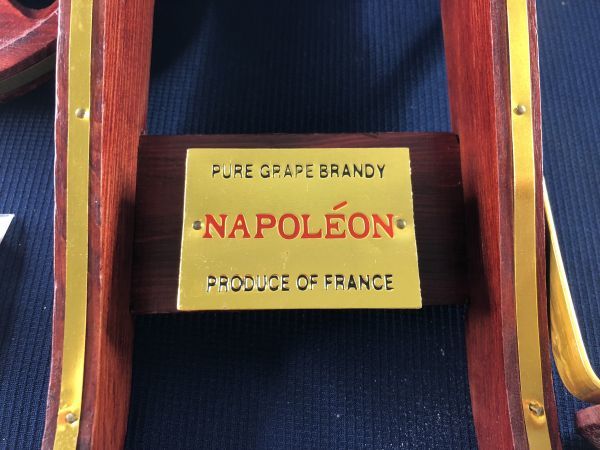 PURE GRAPE BRANDY
NAPOLÉON
PRODUCE OF FRANCE